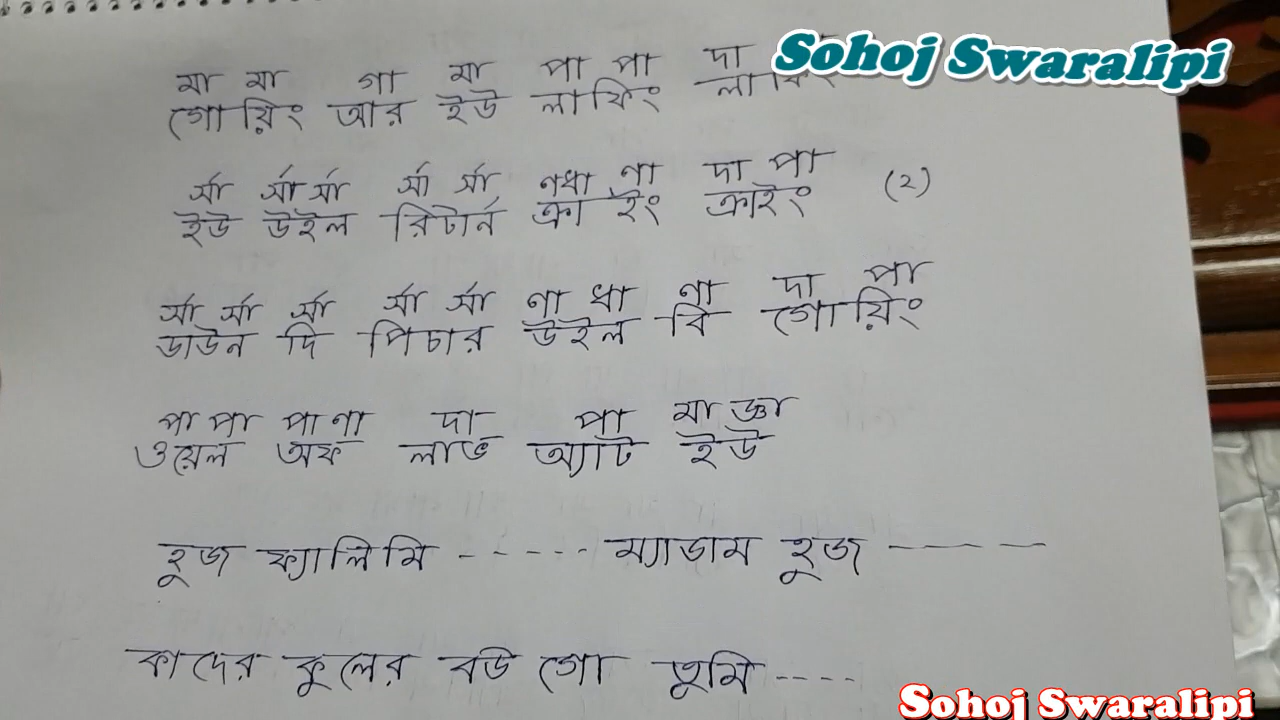 Sohoj Swaralipi
মা মা গা মা পা পা দা
গোয়িং আর ইউ লাফিং
র্সা র্সা র্সা র্সা র্সা ণধা ণা দা পা
ইউ উইল রিটার্ন ক্রা ইং ক্রাইং (২)
র্সা র্সা র্সা র্সা র্সা ণা ধা ণা দা পা
ডাউন দি পিচার উইল বি গোয়িং
পা পা পা ণা দা পা মা জ্ঞা
ওয়েল অফ লাভ অ্যাট ইউ
হুজ ফ্যালিমি ----- ম্যাডাম হুজ ---
কাদের কুলের বউ গো তুমি ----
Sohoj Swaralipi